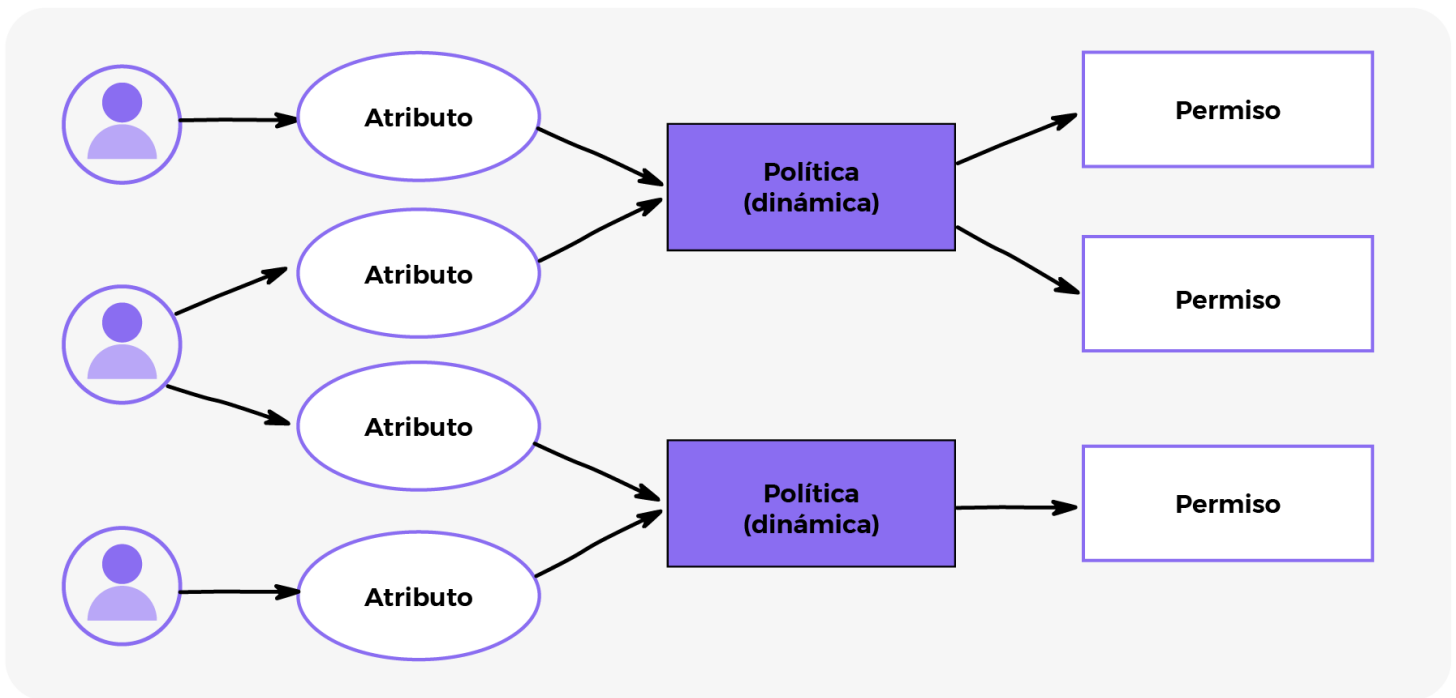 Atributo
Política
(dinámica)
Permiso
Atributo
Permiso
Atributo
Política
(dinámica)
Permiso
Atributo